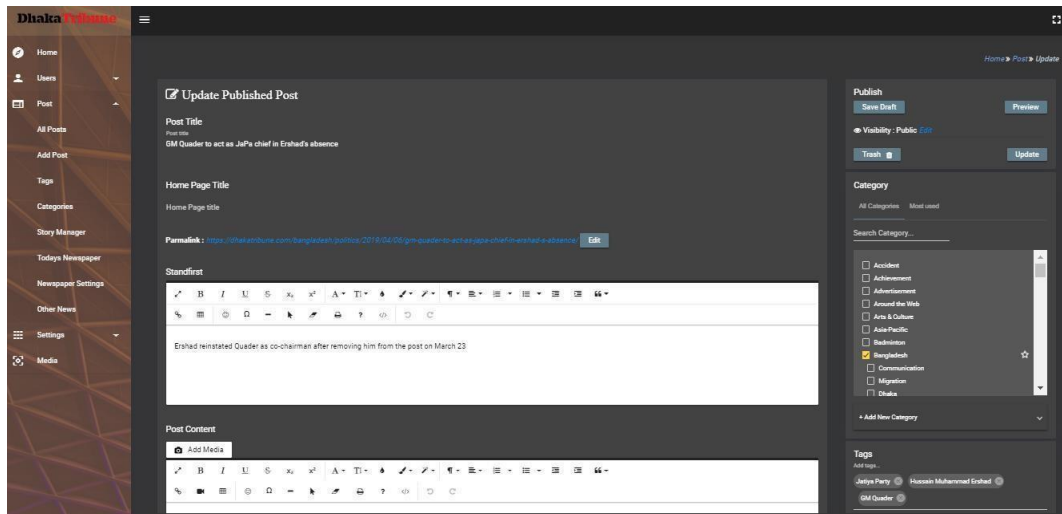 DhakaTribune
Home » Post » Update
Home
Users
Post
All Posts
Add Post
Tags
Categories
Story Manager
Todays Newspaper
Newspaper Settings
Other News
Settings
Media
Update Published Post
Post Title
Post title
GM Quader to act as JaPa chief in Ershad's absence
Home Page Title
Home Page title
Parmalink : https://dhakatribune.com/bangladesh/politics/2019/04/06/gm-quader-to-act-as-japa-chief-in-ershad-s-absence/ Edit
Standfirst
Ershad reinstated Quader as co-chairman after removing him from the post on March 23
Post Content
Add Media
Publish
Save Draft Preview
Visibility : Public Edit
Trash Update
Category
All Categories Most used
Search Category...
Accident
Achievement
Advertisement
Around the Web
Arts & Culture
Asia-Pacific
Badminton
Bangladesh
Communication
Migration
Dhaka
+ Add New Category
Tags
Add tags...
Jatiya Party Hussain Muhammad Ershad
GM Quader